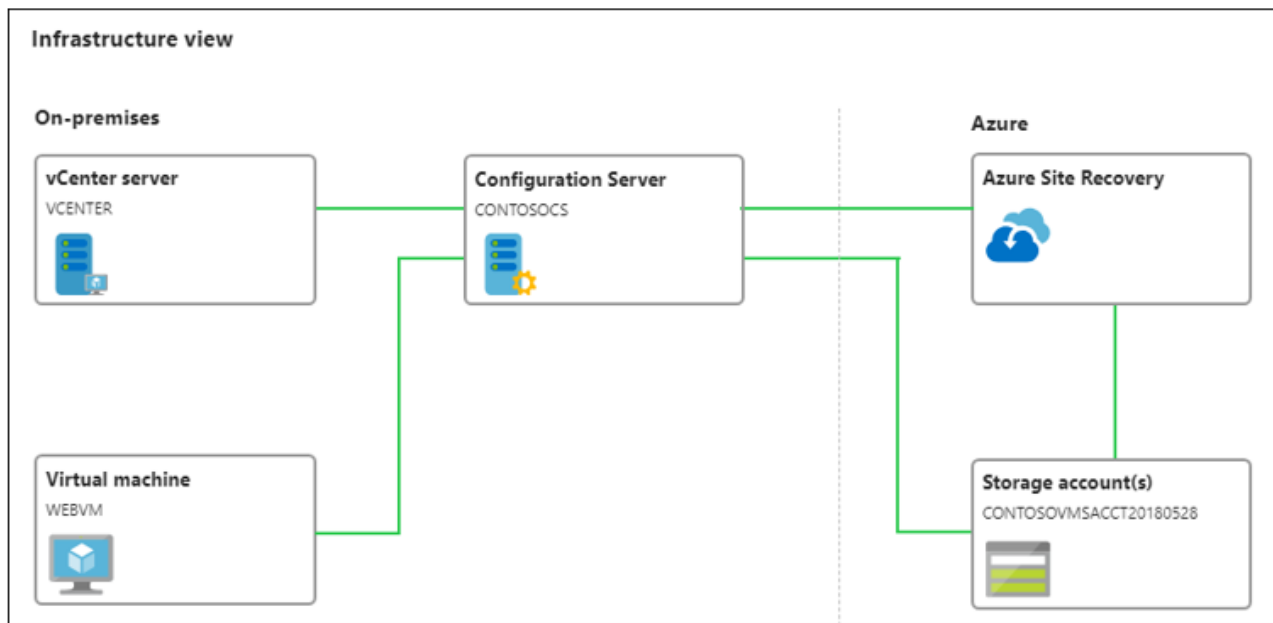 Infrastructure view
On-premises
Azure
vCenter server
VCENTER
Configuration Server
CONTOSOCS
Azure Site Recovery
Virtual machine
WEBVM
Storage account(s)
CONTOSOVMSACCT20180528